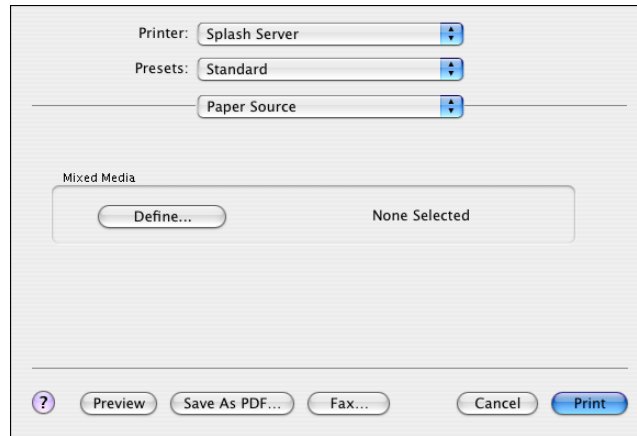 Printer: Splash Server
Presets: Standard
Paper Source
Mixed Media
Define... None Selected
? Preview Save As PDF... Fax... Cancel Print